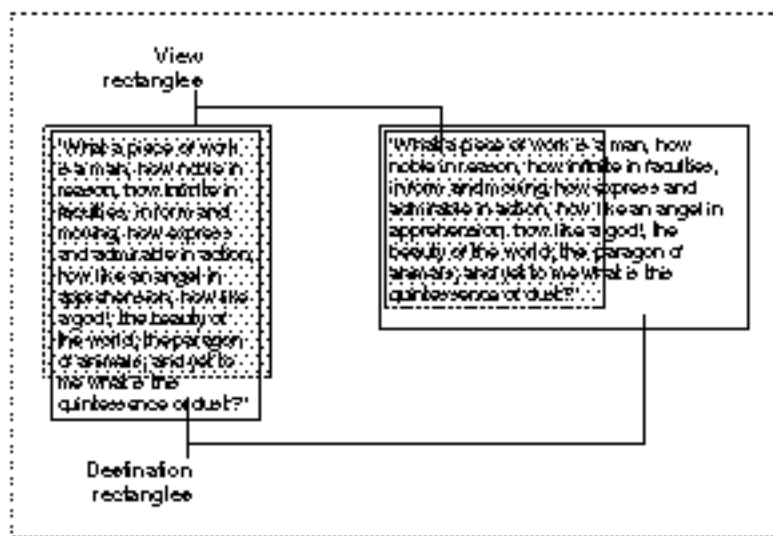 View
rectangles
"What a piece of work
is a man, how noble in
reason, how infinite in
faculties, in form and
moving, how express
and admirable in action,
how like an angel in
apprehension, how like
a god!, the beauty of
the world, the paragon
of animals; and yet to
me what is this
quintessence of dust?"
"What a piece of work is a man, how
noble in reason, how infinite in faculties,
in form and moving, how express and
admirable in action, how like an angel in
apprehension, how like a god!, the
beauty of the world, the paragon of
animals; and yet to me what is this
quintessence of dust?"
Destination
rectangles